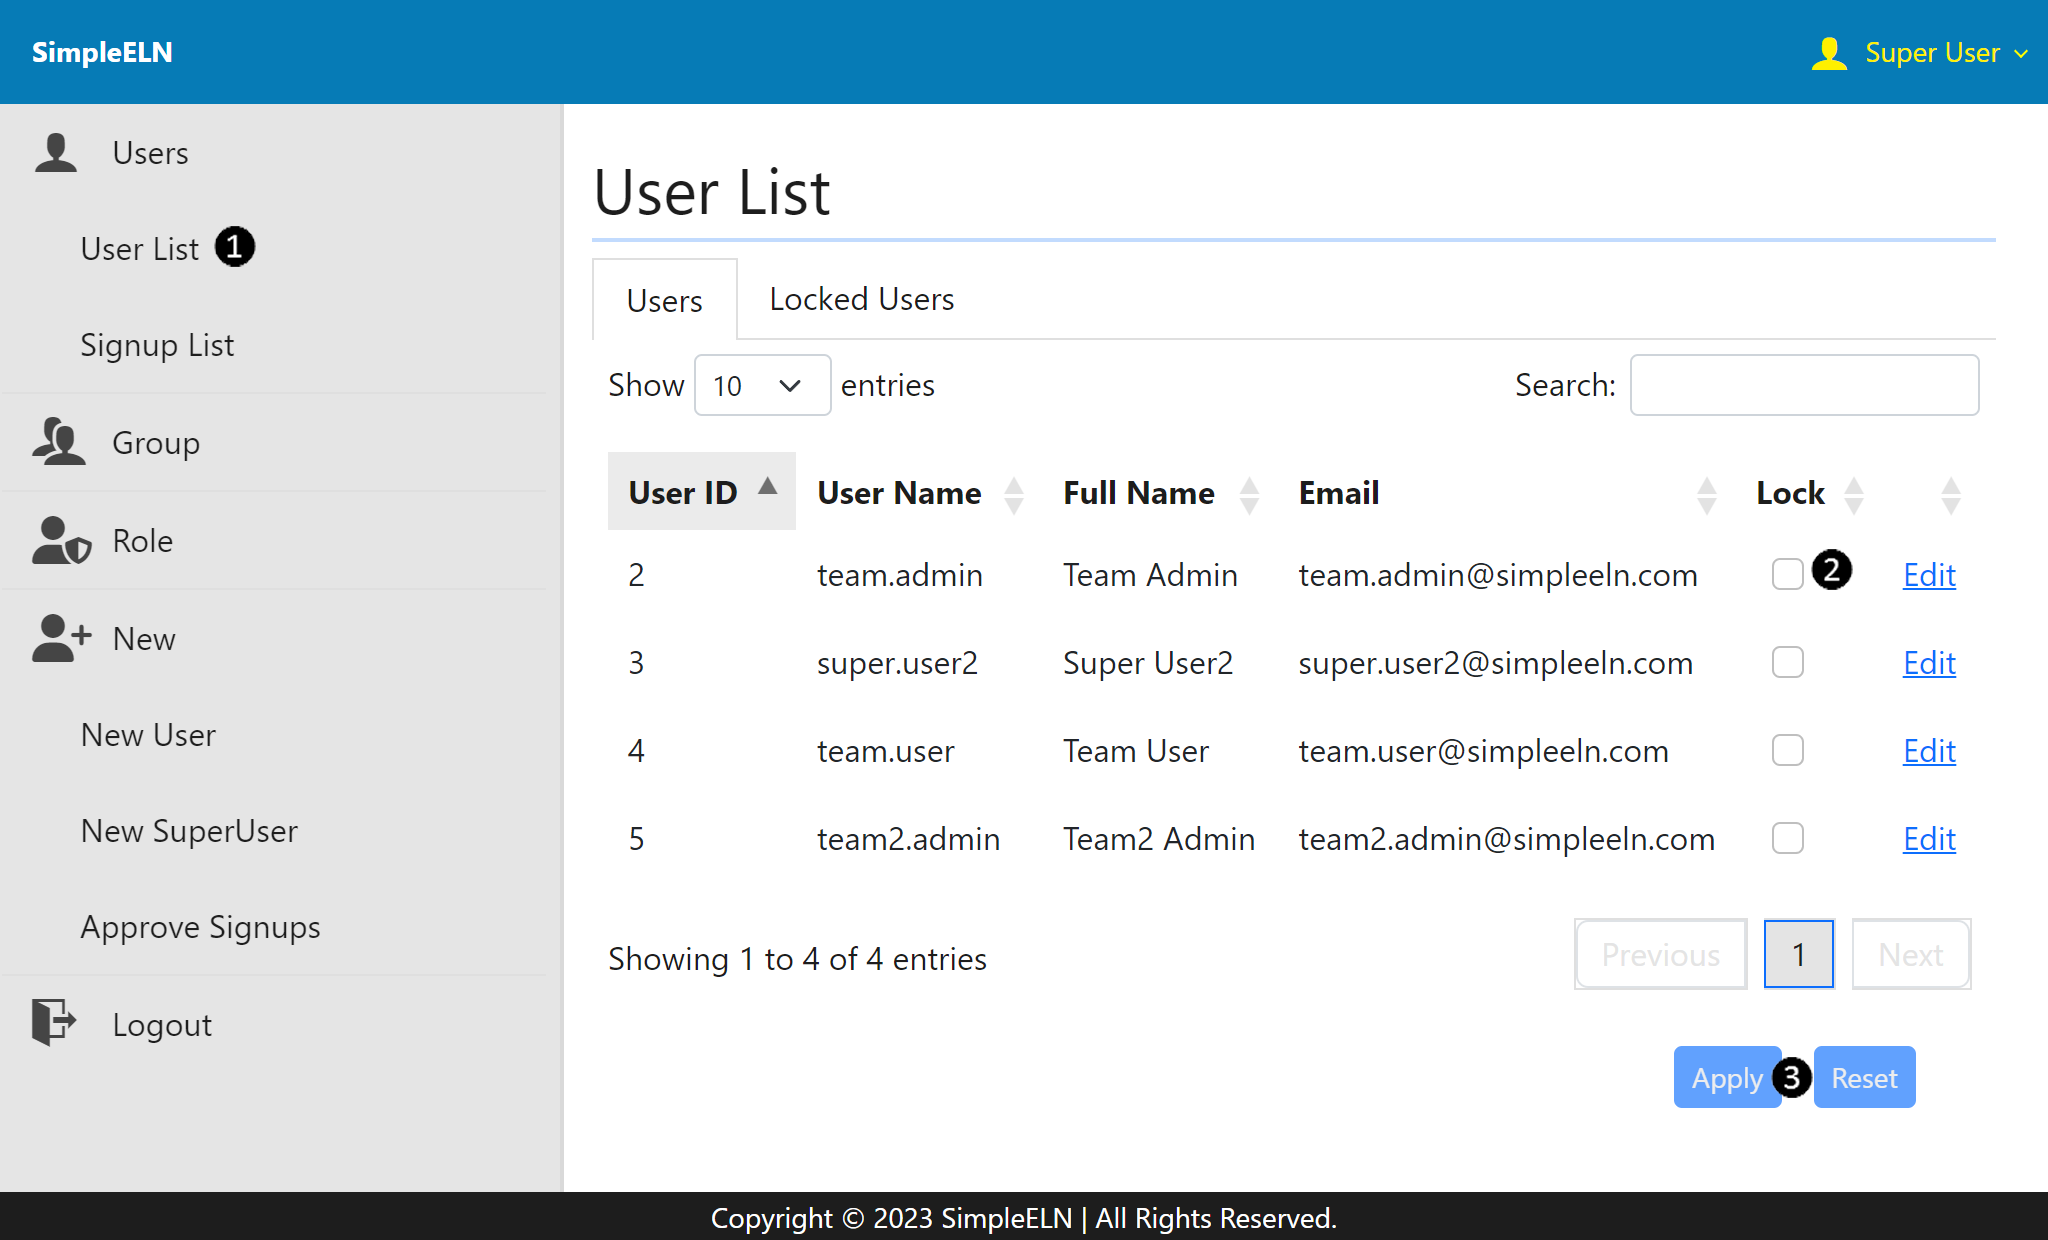 SimpleELN
Super User
Users
User List 1
Signup List
Group
Role
New
New User
New SuperUser
Approve Signups
Logout
User List
Users Locked Users
Show 10 entries Search:
User ID User Name Full Name Email Lock
2 team.admin Team Admin team.admin@simpleeln.com 2 Edit
3 super.user2 Super User2 super.user2@simpleeln.com Edit
4 team.user Team User team.user@simpleeln.com Edit
5 team2.admin Team2 Admin team2.admin@simpleeln.com Edit
Showing 1 to 4 of 4 entries Previous 1 Next
Apply 3 Reset
Copyright © 2023 SimpleELN | All Rights Reserved.